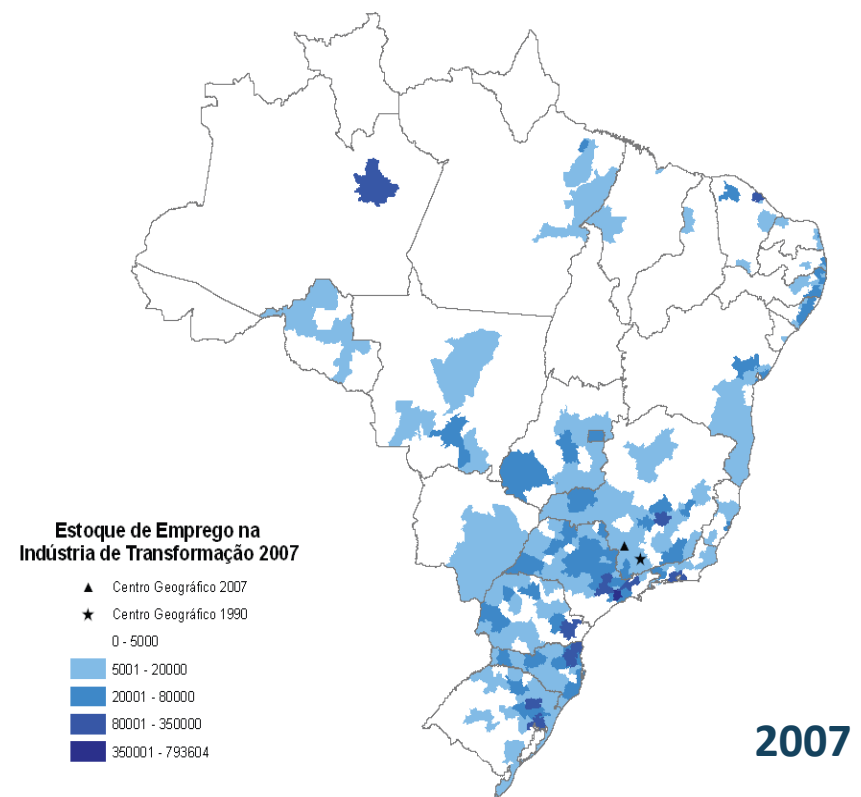 Estoque de Emprego na
Indústria de Transformação 2007
Centro Geográfico 2007
Centro Geográfico 1990
0 - 5000
5001 - 20000
20001 - 80000
80001 - 350000
350001 - 793604
2007